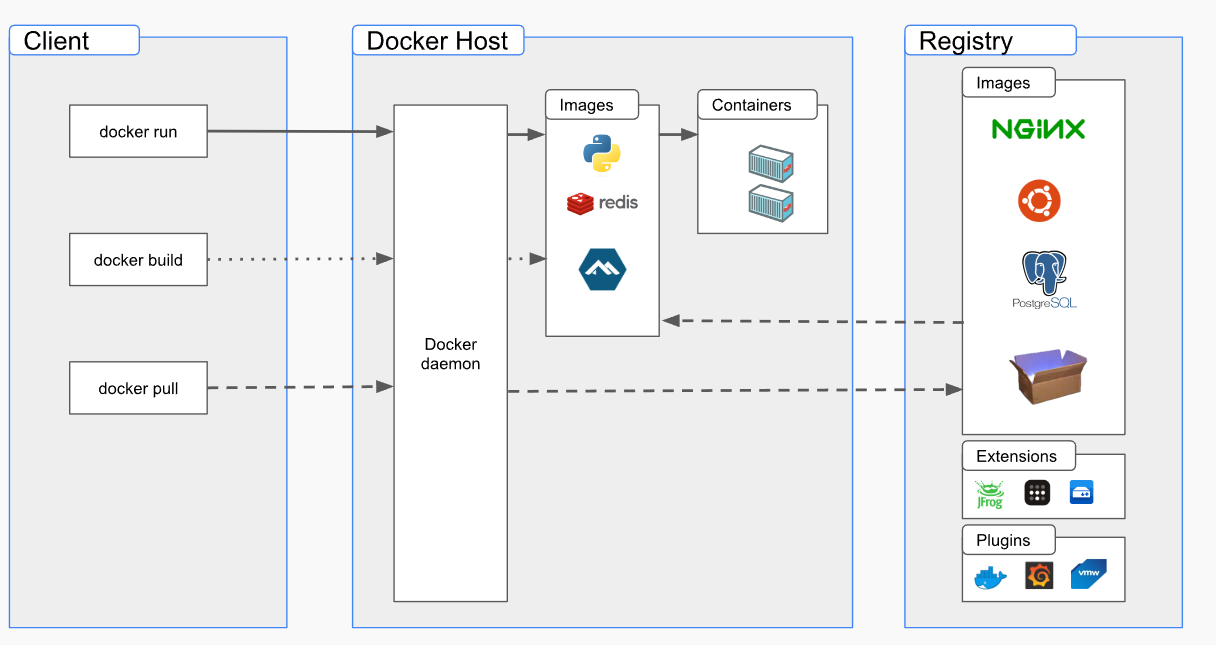 Client
docker run
docker build
docker pull
Docker Host
Docker
daemon
Images
redis
Containers
Registry
Images
NGINX
PostgreSQL
Extensions
JFrog
Plugins
vmw